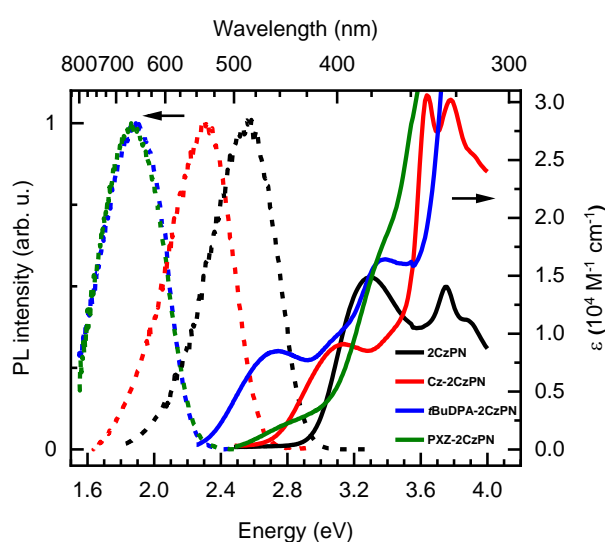 Wavelength (nm)
800 700 600 500 400 300
1
0
PL intensity (arb. u.)
3.0
2.5
2.0
1.5
1.0
0.5
0.0
ε (10⁴ M⁻¹ cm⁻¹)
2CzPN
Cz-2CzPN
tBuDPA-2CzPN
PXZ-2CzPN
1.6 2.0 2.4 2.8 3.2 3.6 4.0
Energy (eV)